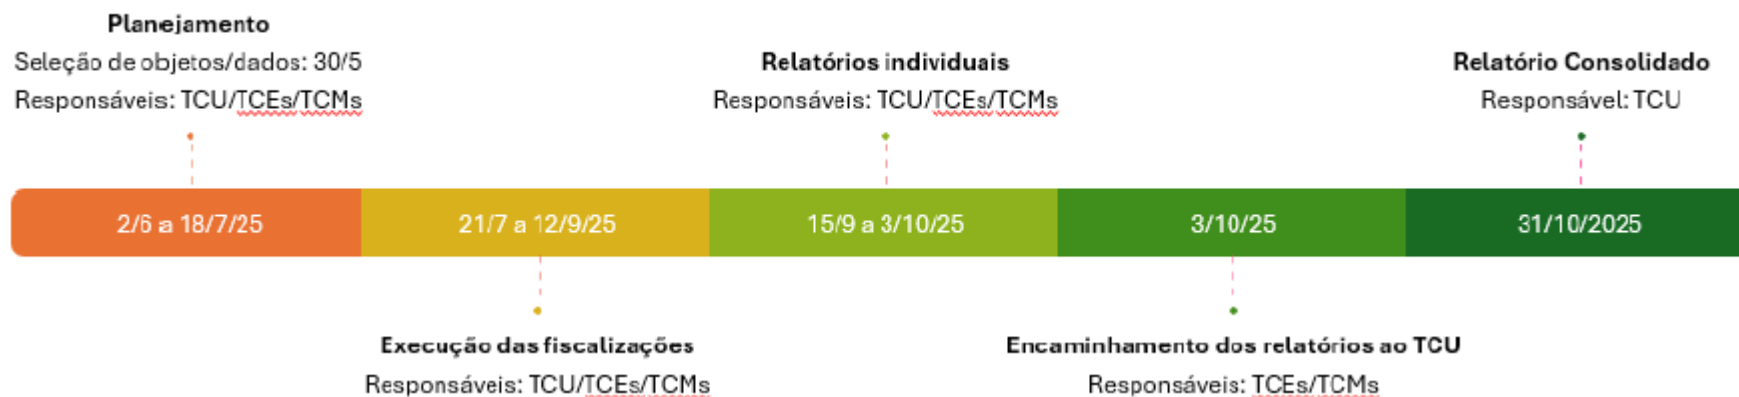 Planejamento
Seleção de objetos/dados: 30/5
Responsáveis: TCU/TCEs/TCMs
Relatórios individuais
Responsáveis: TCU/TCEs/TCMs
Relatório Consolidado
Responsável: TCU
2/6 a 18/7/25
21/7 a 12/9/25
15/9 a 3/10/25
3/10/25
31/10/2025
Execução das fiscalizações
Responsáveis: TCU/TCEs/TCMs
Encaminhamento dos relatórios ao TCU
Responsáveis: TCEs/TCMs